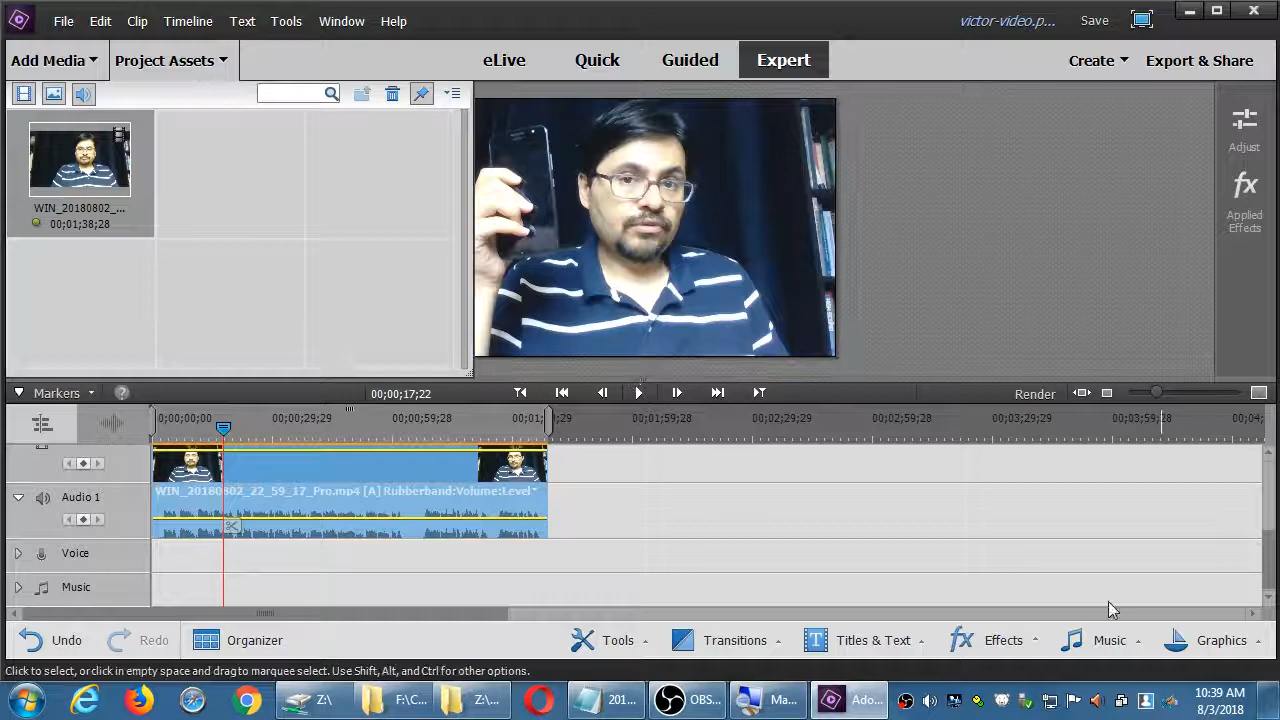 File Edit Clip Timeline Text Tools Window Help victor-video.p... Save
Add Media Project Assets eLive Quick Guided Expert Create Export & Share
WIN_20180802_...
00;01;38;28
Adjust
fx
Applied
Effects
Markers ? 00;00;17;22 Render
0;00;00;00 00;00;29;29 00;00;59;28 00;01; ;29 00;01;59;28 00;02;29;29 00;02;59;28 00;03;29;29 00;03;59;28 00;04;
WIN_20180802_22_59_17_Pro.mp4 [A] Rubberband:Volume:Level
Audio 1
Voice
Music
Undo Redo Organizer Tools Transitions T Titles & Text fx Effects Music Graphics
Click to select, or click in empty space and drag to marquee select. Use Shift, Alt, and Ctrl for other options.
Z:\ F:\C... Z:\... 201... OBS... Ma... Ado... 10:39 AM
8/3/2018